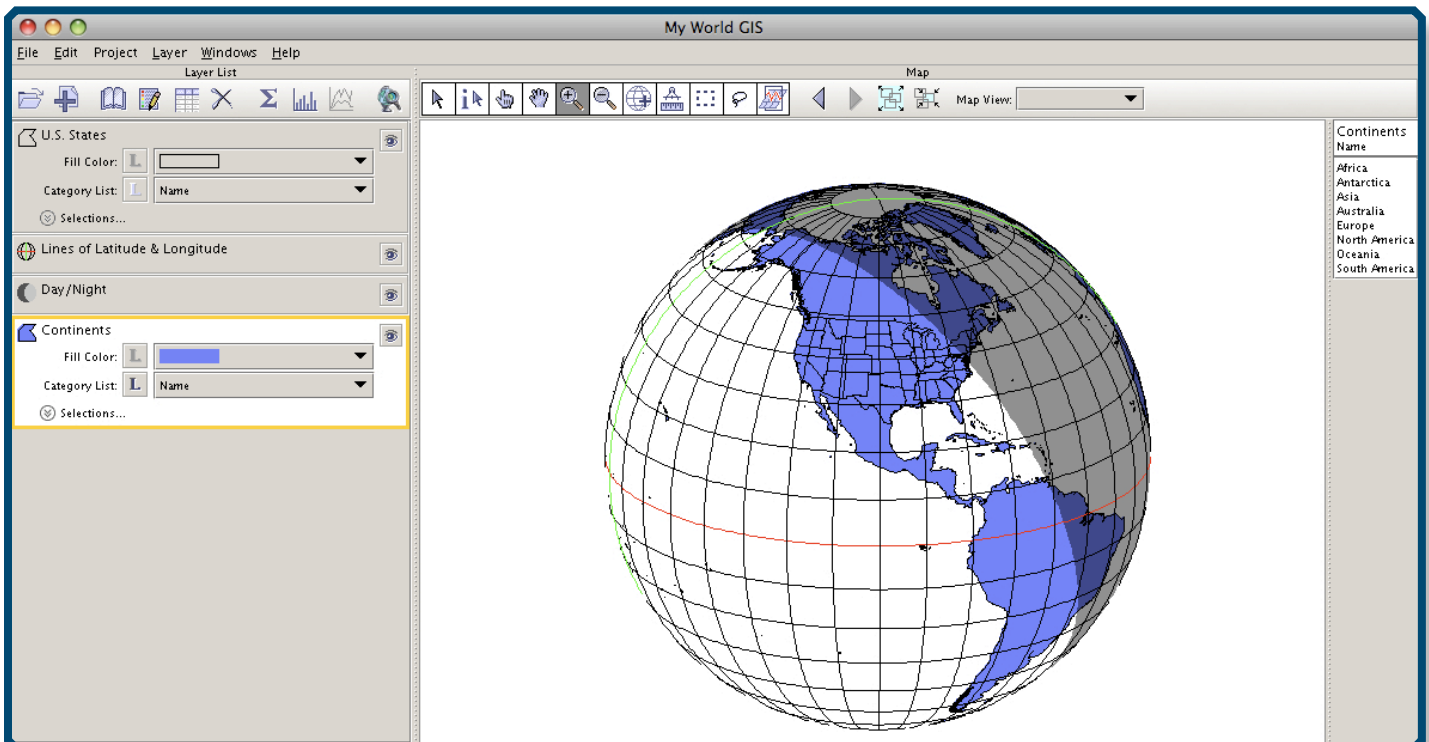 My World GIS
File Edit Project Layer Windows Help
Layer List
Map
Map View:
U.S. States
Fill Color: L
Category List: L Name
Selections...
Lines of Latitude & Longitude
Day/Night
Continents
Fill Color: L
Category List: L Name
Selections...
Continents
Name
Africa
Antarctica
Asia
Australia
Europe
North America
Oceania
South America